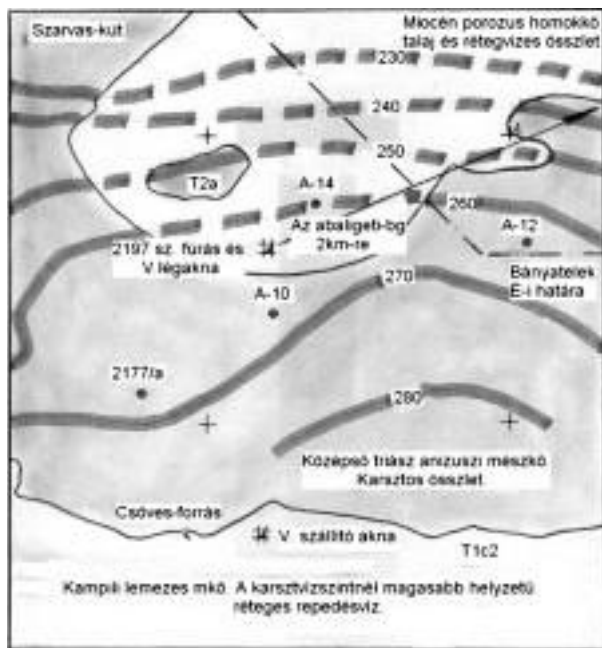 Szarvas-kút
Miocén porozus homokkő
talaj és rétegvizes összlet
230
240
250
T2a
A-14
260
Az abaligeti-bg
2km-re
A-12
2197 sz. furás és
V légakna
270
Bányatelek
E-i határa
A-10
2177/a
280
Középső triász anizuszi mészkő
Karsztos összlet
Csöves-forrás
V. szállító akna
T1c2
Kampili lemezes mkő. A karsztvízszintnél magasabb helyzetű
réteges repedésvíz.